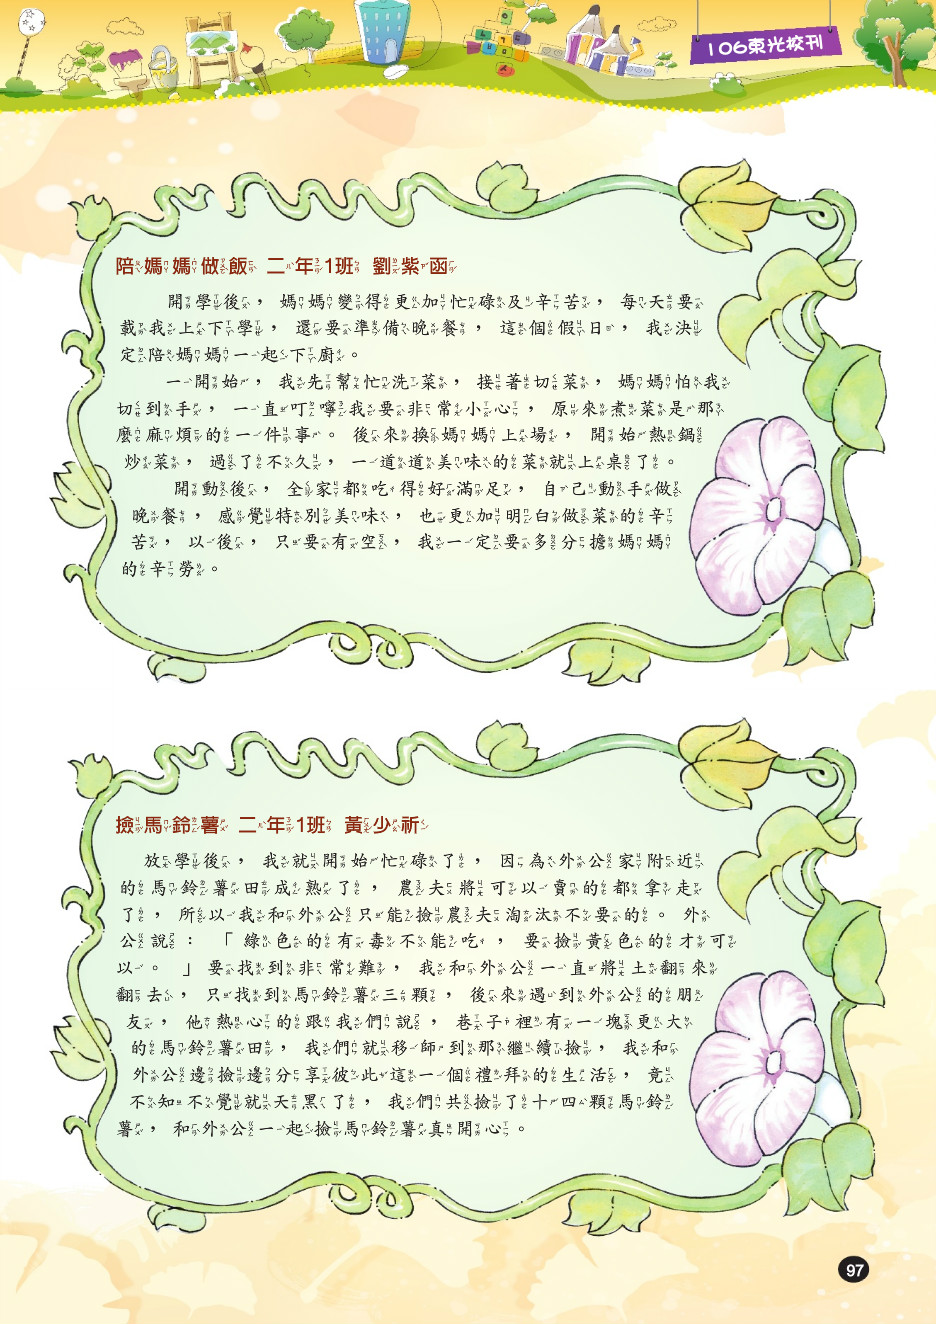 106東光校刊
陪媽媽做飯 二年1班 劉紫函
開學後，媽媽變得更加忙碌及辛苦，每天要
載我上下學，還要準備晚餐，這個假日，我決
定陪媽媽一起下廚。
一開始，我先幫忙洗菜，接著切菜，媽媽怕我
切到手，一直叮嚀我要非常小心，原來煮菜是那
麼麻煩的一件事。後來換媽媽上場，開始熱鍋
炒菜，過了不久，一道道美味的菜就上桌了。
開動後，全家都吃得好滿足，自己動手做
晚餐，感覺特別美味，也更加明白做菜的辛
苦，以後，只要有空，我一定要多分擔媽媽
的辛勞。
撿馬鈴薯 二年1班 黃少祈
放學後，我就開始忙碌了，因為外公家附近
的馬鈴薯田成熟了，農夫將可以賣的都拿走
了，所以我和外公只能撿農夫淘汰不要的。外
公說：「綠色的有毒不能吃，要撿黃色的才可
以。」要找到非常難，我和外公一直將土翻來
翻去，只找到馬鈴薯三顆，後來遇到外公的朋
友，他熱心的跟我們說，巷子裡有一塊更大
的馬鈴薯田，我們就移師到那繼續撿，我和
外公邊撿邊分享彼此這一個禮拜的生活，竟
不知不覺就天黑了，我們共撿了十四顆馬鈴
薯，和外公一起撿馬鈴薯真開心。
97